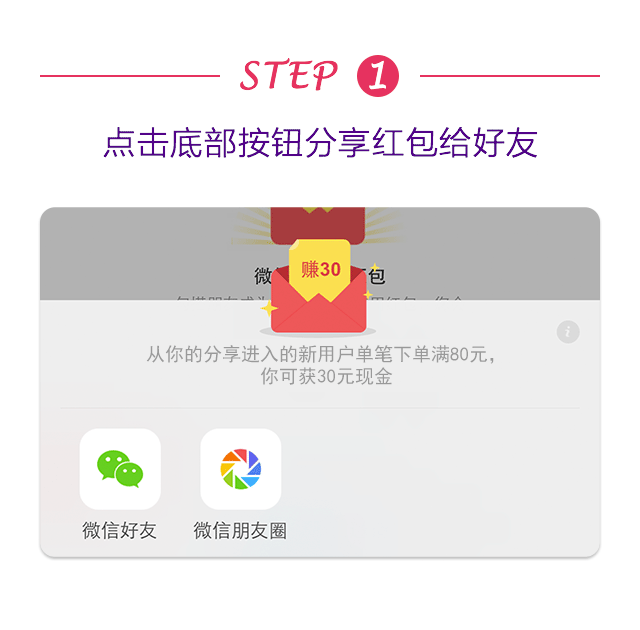 STEP 1
点击底部按钮分享红包给好友
赚30
微
包
i
从你的分享进入的新用户单笔下单满80元，
你可获30元现金
微信好友
微信朋友圈